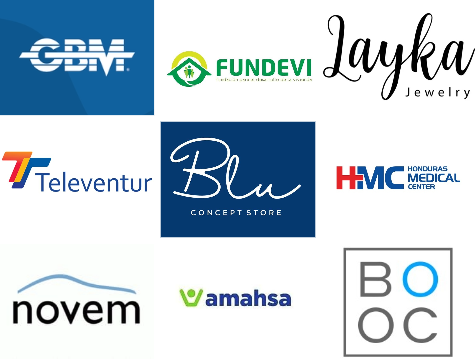 GBM
FUNDEVI
Layka
Jewelry
Televentur
Blu
CONCEPT STORE
HMC
HONDURAS
MEDICAL
CENTER
novem
amahsa
BO
OC